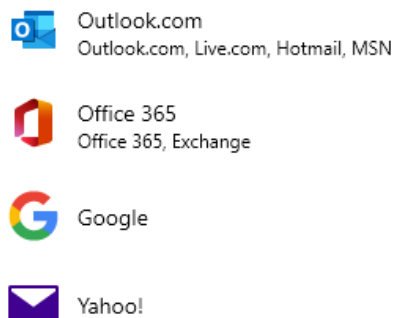 Outlook.com
Outlook.com, Live.com, Hotmail, MSN
Office 365
Office 365, Exchange
Google
Yahoo!